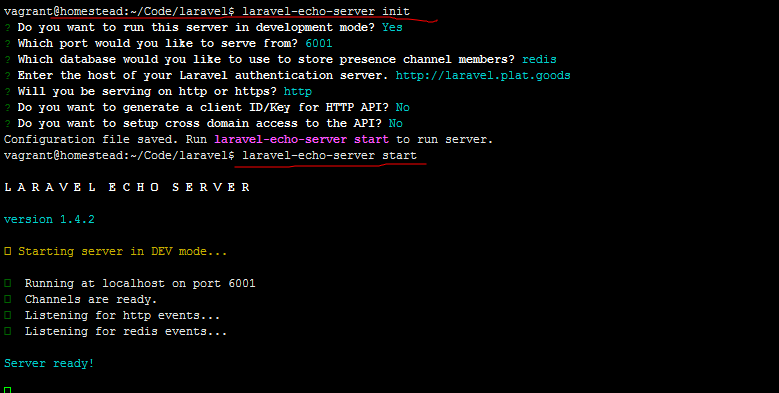 vagrant@homestead:~/Code/laravel$ laravel-echo-server init
? Do you want to run this server in development mode? Yes
? Which port would you like to serve from? 6001
? Which database would you like to use to store presence channel members? redis
? Enter the host of your Laravel authentication server. http://laravel.plat.goods
? Will you be serving on http or https? http
? Do you want to generate a client ID/Key for HTTP API? No
? Do you want to setup cross domain access to the API? No
Configuration file saved. Run laravel-echo-server start to run server.
vagrant@homestead:~/Code/laravel$ laravel-echo-server start
L A R A V E L  E C H O  S E R V E R
version 1.4.2
Starting server in DEV mode...
Running at localhost on port 6001
Channels are ready.
Listening for http events...
Listening for redis events...
Server ready!